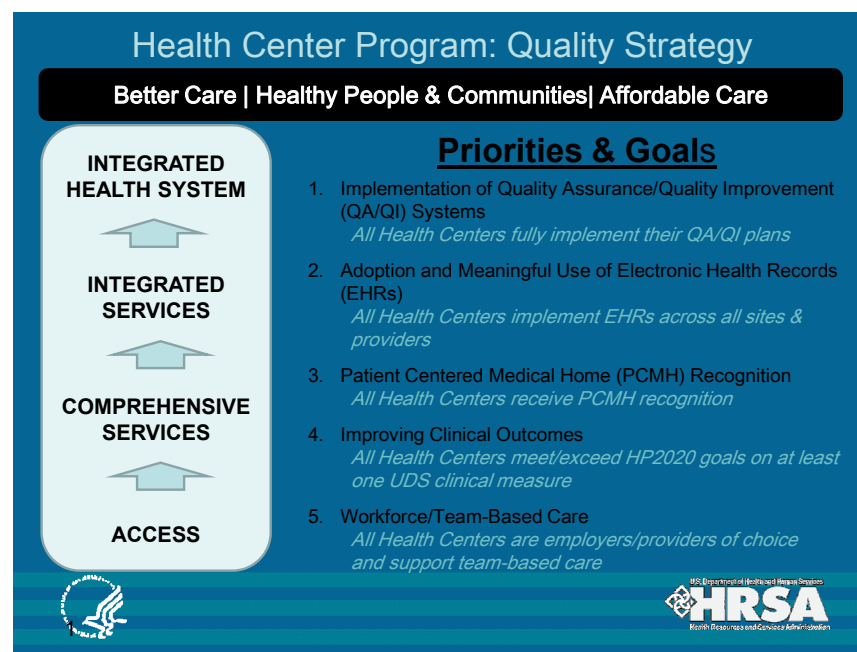 Health Center Program: Quality Strategy
Better Care | Healthy People & Communities| Affordable Care
INTEGRATED
HEALTH SYSTEM
INTEGRATED
SERVICES
COMPREHENSIVE
SERVICES
ACCESS
Priorities & Goals
1. Implementation of Quality Assurance/Quality Improvement
(QA/QI) Systems
All Health Centers fully implement their QA/QI plans
2. Adoption and Meaningful Use of Electronic Health Records
(EHRs)
All Health Centers implement EHRs across all sites &
providers
3. Patient Centered Medical Home (PCMH) Recognition
All Health Centers receive PCMH recognition
4. Improving Clinical Outcomes
All Health Centers meet/exceed HP2020 goals on at least
one UDS clinical measure
5. Workforce/Team-Based Care
All Health Centers are employers/providers of choice
and support team-based care
1
U.S. Department of Health and Human Services
HRSA
Health Resources and Services Administration